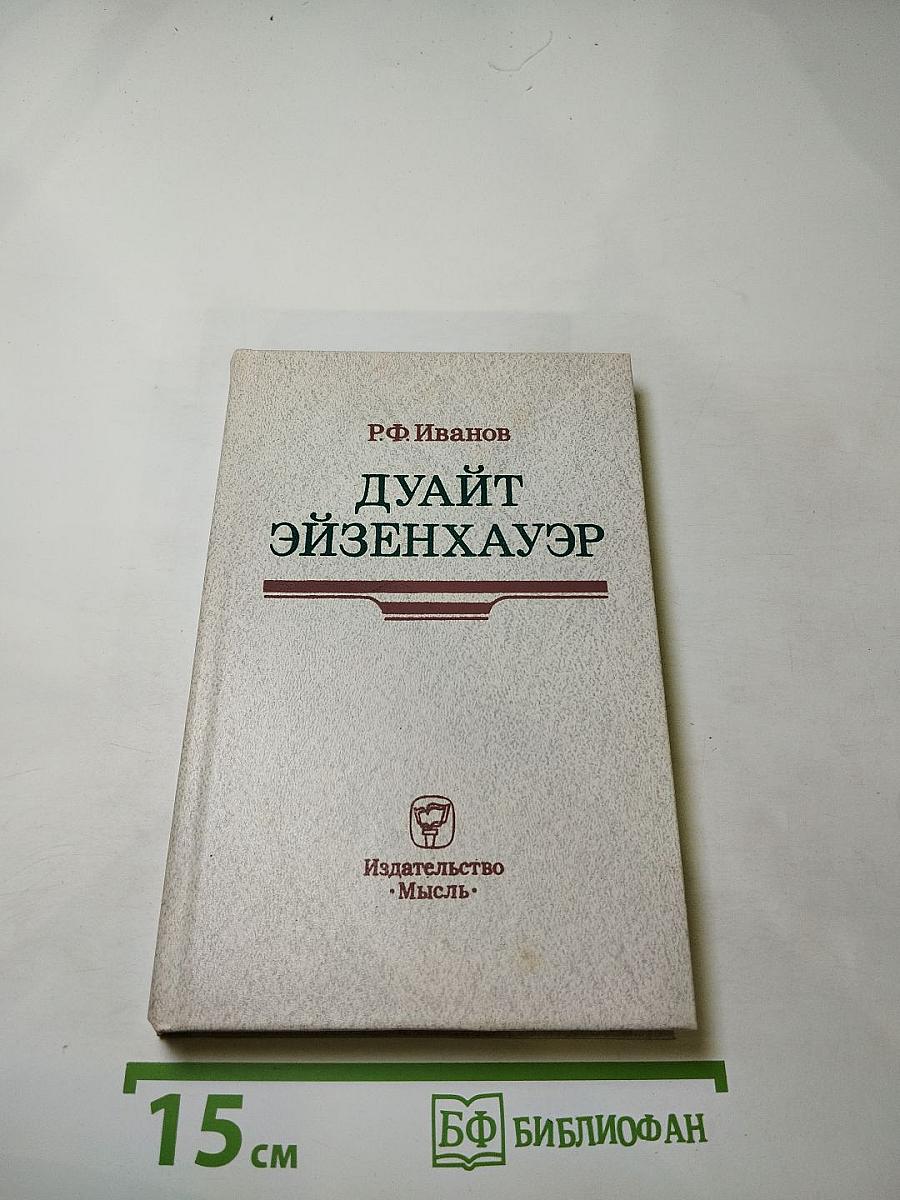 Р.Ф. Иванов
ДУАЙТ
ЭЙЗЕНХАУЭР
Издательство
·Мысль·
15 см
БФ БИБЛИОФАН